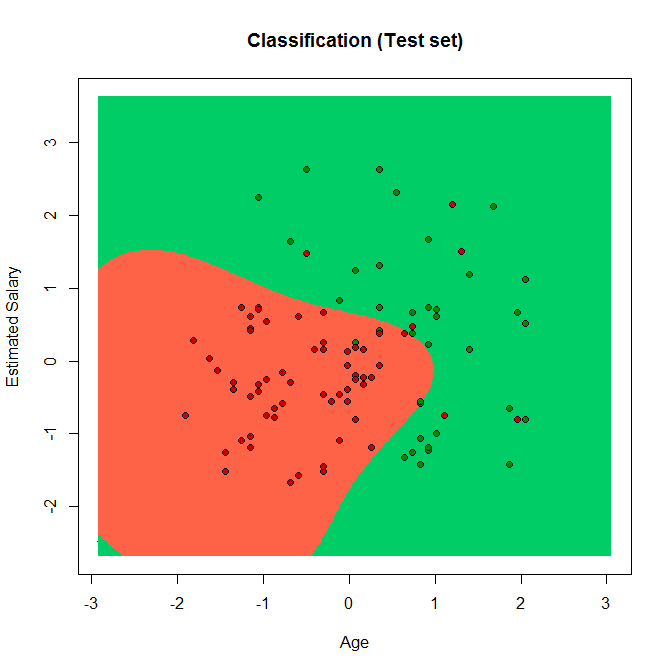 Classification (Test set)
Estimated Salary
3
2
1
0
-1
-2
-3 -2 -1 0 1 2 3
Age